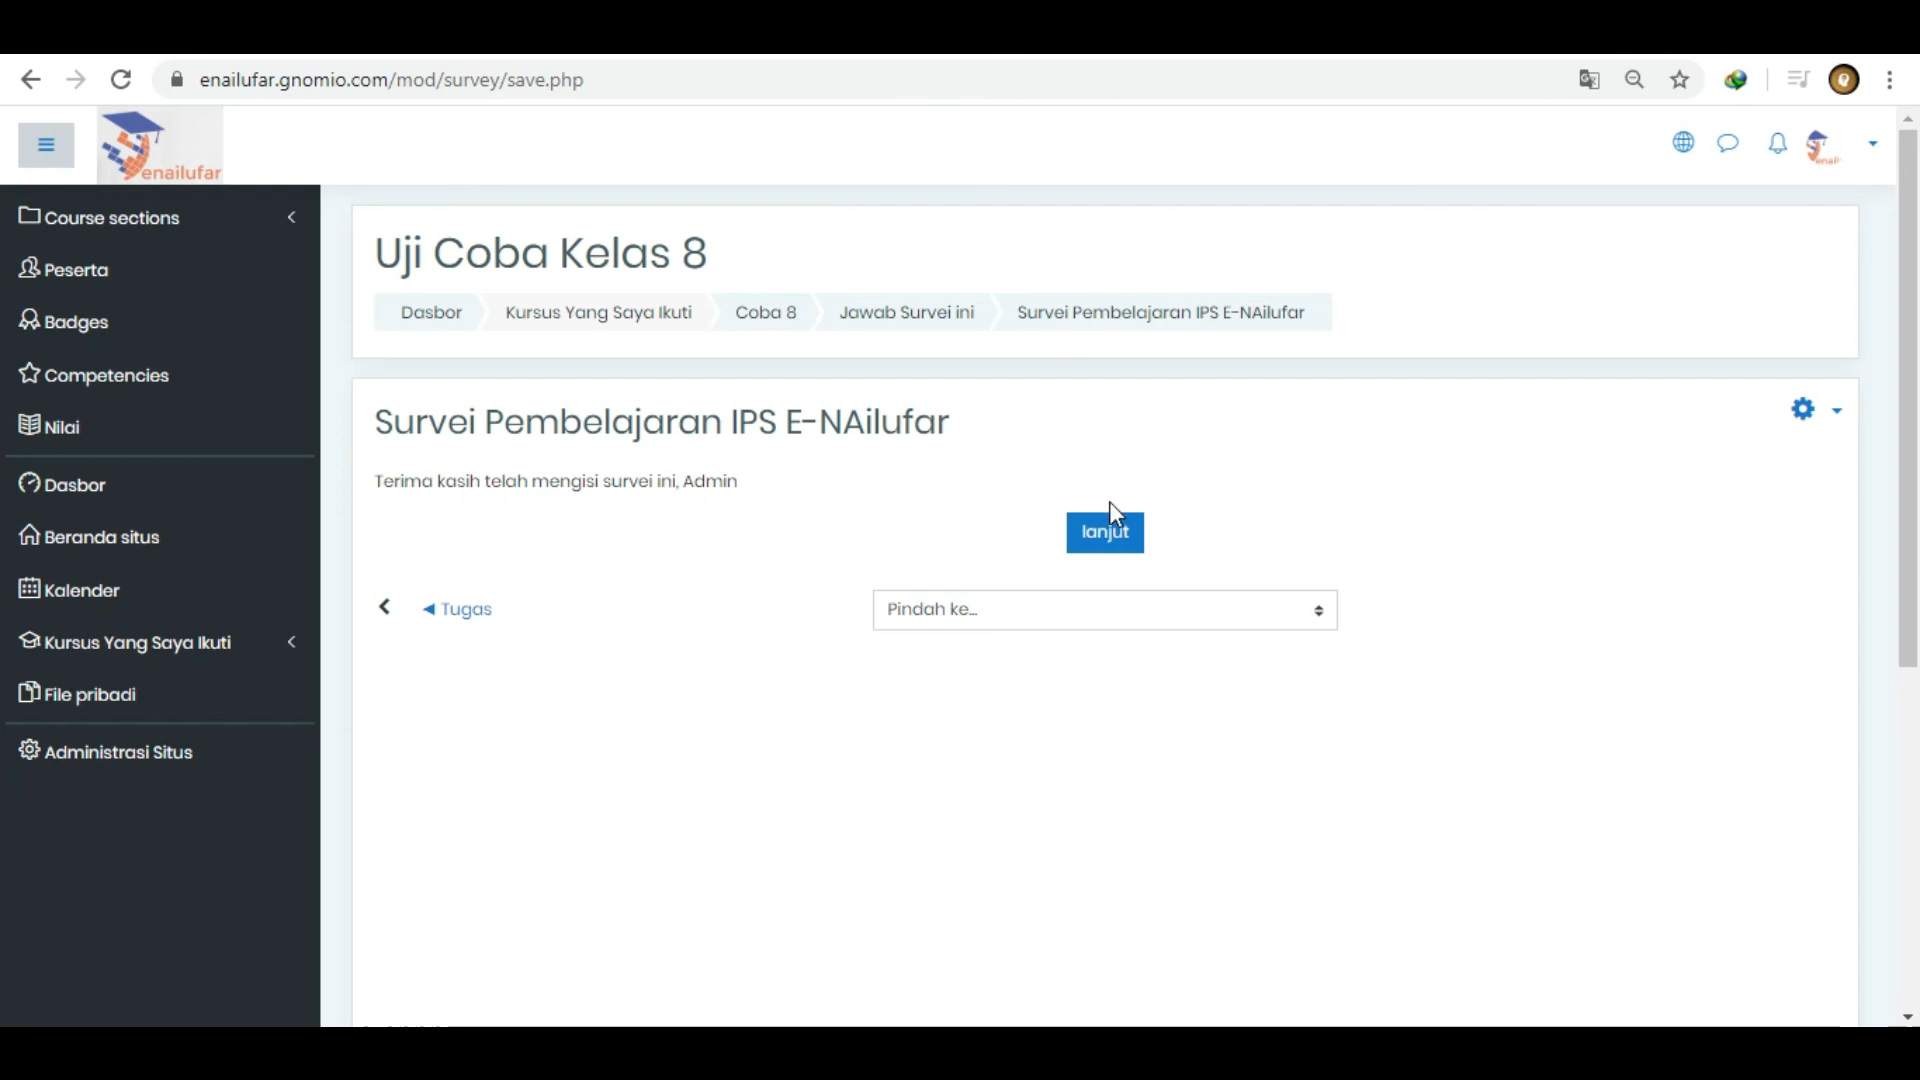 enailufar.gnomio.com/mod/survey/save.php
enailufar
Course sections
Peserta
Badges
Competencies
Nilai
Dasbor
Beranda situs
Kalender
Kursus Yang Saya Ikuti
File pribadi
Administrasi Situs
Uji Coba Kelas 8
Dasbor Kursus Yang Saya Ikuti Coba 8 Jawab Survei ini Survei Pembelajaran IPS E-NAilufar
Survei Pembelajaran IPS E-NAilufar
Terima kasih telah mengisi survei ini, Admin
lanjut
◄ Tugas
Pindah ke...